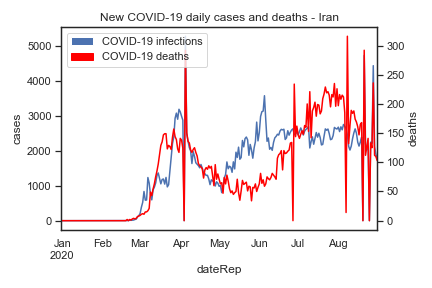 New COVID-19 daily cases and deaths - Iran
COVID-19 infections
COVID-19 deaths
5000
4000
3000
2000
1000
0
cases
300
250
200
150
100
50
0
deaths
Jan Feb Mar Apr May Jun Jul Aug
2020
dateRep